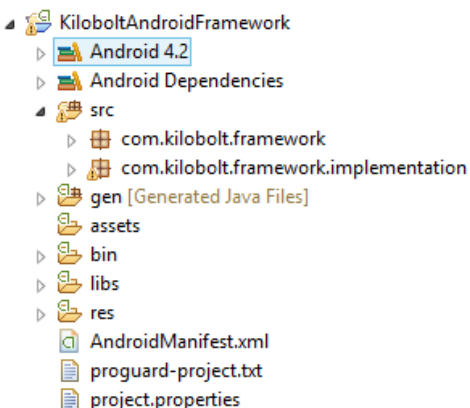 KiloboltAndroidFramework
Android 4.2
Android Dependencies
src
com.kilobolt.framework
com.kilobolt.framework.implementation
gen [Generated Java Files]
assets
bin
libs
res
AndroidManifest.xml
proguard-project.txt
project.properties